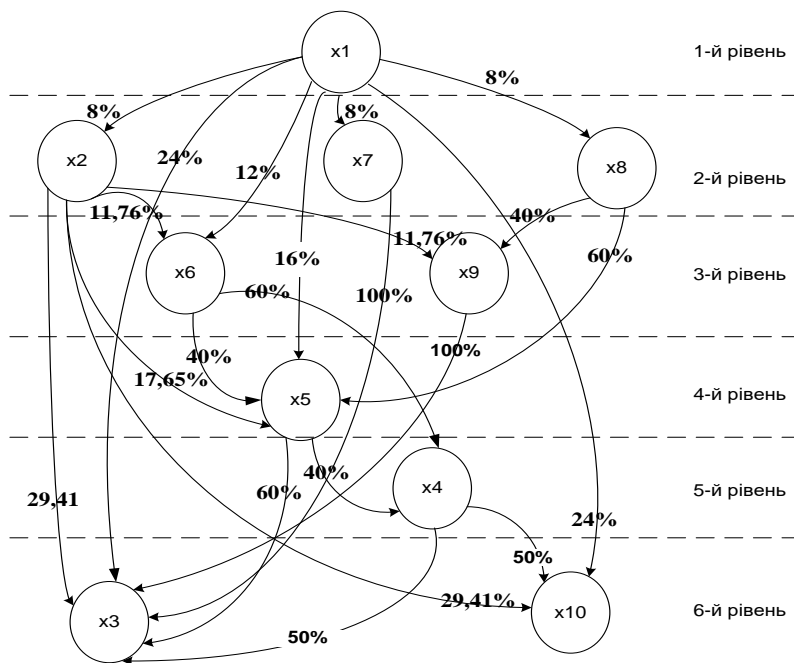 x1
1-й рівень
8%
8%
8%
x2
24%
x7
x8
12%
2-й рівень
11,76%
40%
11,76%
x6
16%
x9
60%
3-й рівень
60%
100%
100%
40%
17,65%
x5
4-й рівень
40%
60%
x4
29,41
5-й рівень
24%
50%
29,41%
x3
x10
6-й рівень
50%